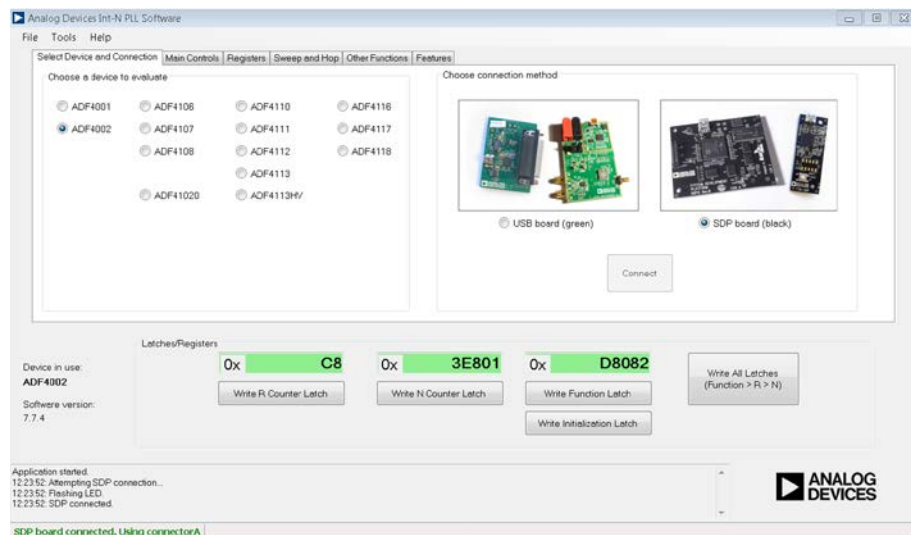 Analog Devices Int-N PLL Software
File Tools Help
Select Device and Connection Main Controls Registers Sweep and Hop Other Functions Features
Choose a device to evaluate
Choose connection method
ADF4001 ADF4106 ADF4110 ADF4116
ADF4002 ADF4107 ADF4111 ADF4117
ADF4108 ADF4112 ADF4118
ADF4113
ADF41020 ADF4113HV
USB board (green) SDP board (black)
Connect
Latches/Registers
0x C8 0x 3E801 0x D8082
Write R Counter Latch Write N Counter Latch Write Function Latch
Write Initialization Latch
Write All Latches
(Function > R > N)
Device in use:
ADF4002
Software version:
7.7.4
Application started.
12:23:52: Attempting SDP connection...
12:23:52: Flashing LED.
12:23:52: SDP connected.
ANALOG
DEVICES
SDP board connected. Using connectorA